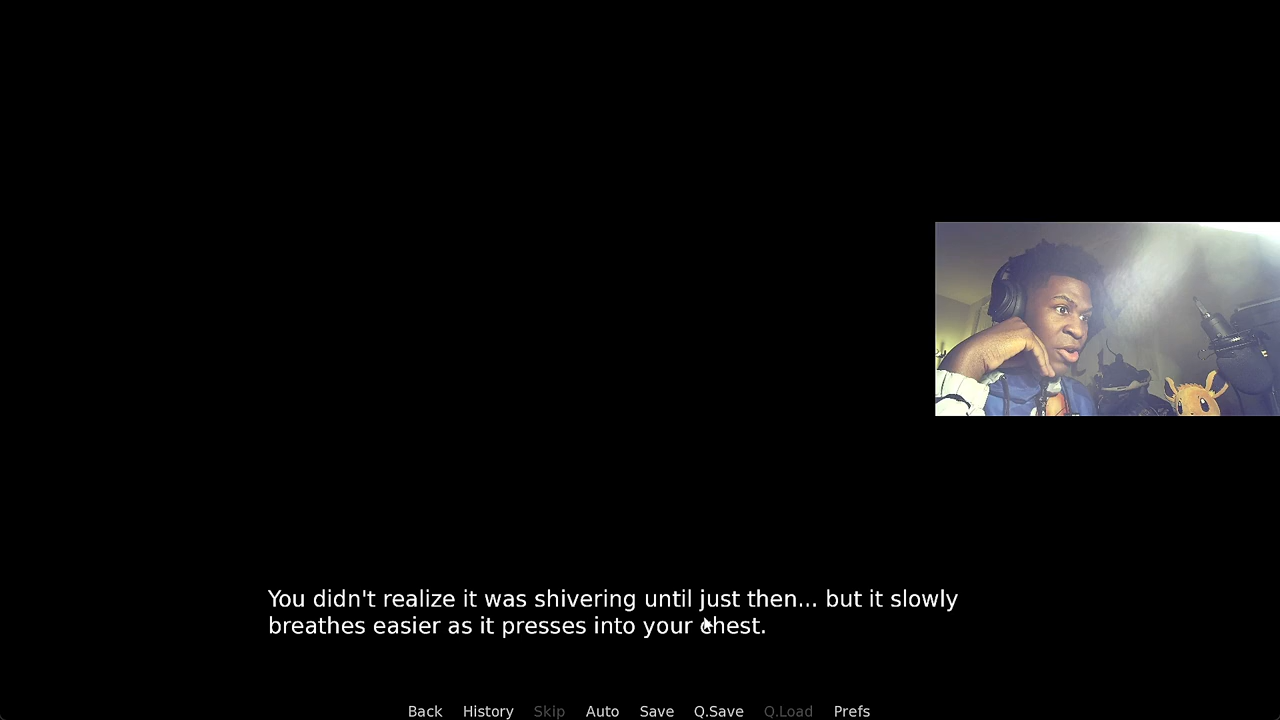 You didn't realize it was shivering until just then... but it slowly
breathes easier as it presses into your chest.
Back History Skip Auto Save Q.Save Q.Load Prefs